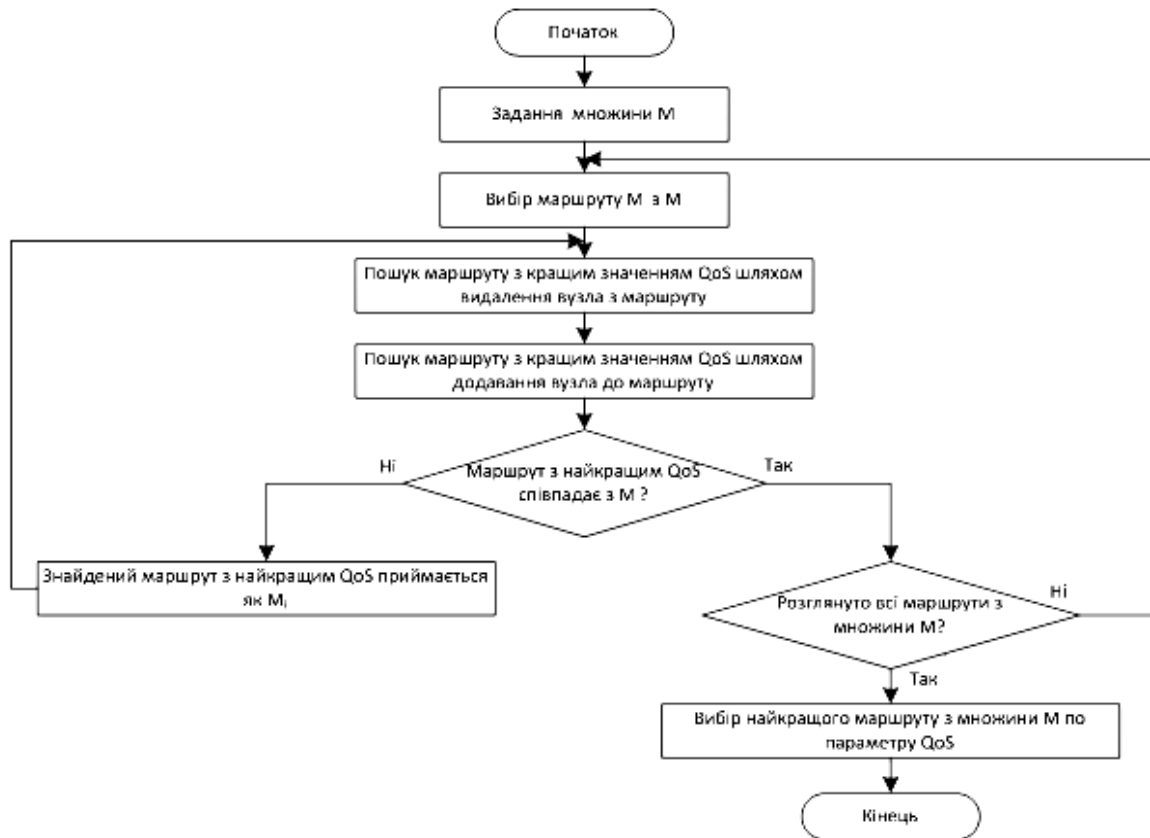 Початок
Задання множини М
Вибір маршруту М з М
Пошук маршруту з кращим значенням QoS шляхом
видалення вузла з маршруту
Пошук маршруту з кращим значенням QoS шляхом
додавання вузла до маршруту
Ні
Маршрут з найкращим QoS
співпадає з М ?
Так
Знайдений маршрут з найкращим QoS приймається
як Мᵢ
Розглянуто всі маршрути з
множини М?
Ні
Так
Вибір найкращого маршруту з множини М по
параметру QoS
Кінець